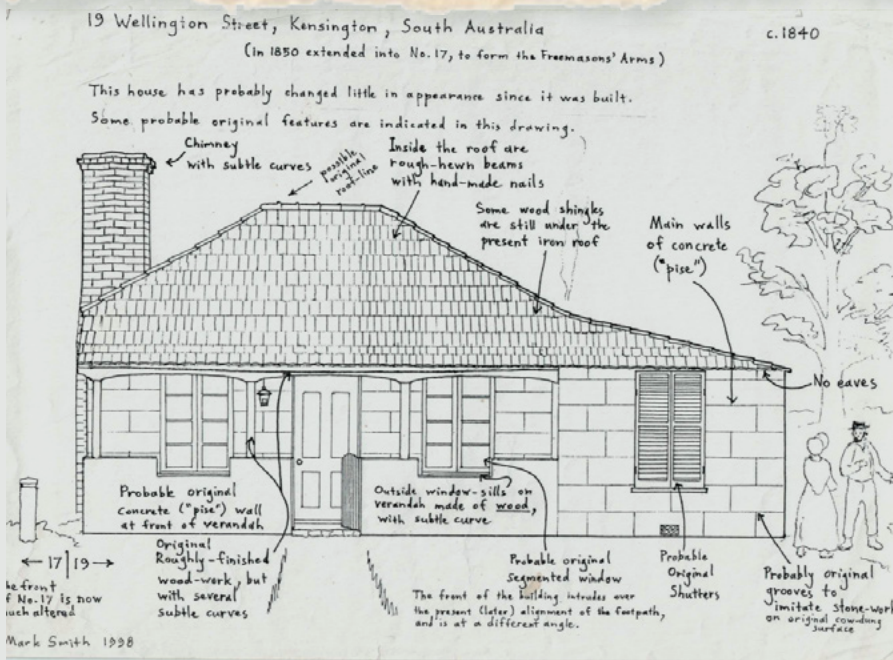 19 Wellington Street, Kensington, South Australia
c.1840
(In 1850 extended into No.17, to form the Freemasons' Arms)
This house has probably changed little in appearance since it was built.
Some probable original features are indicated in this drawing.
Chimney
with subtle curves
possible
original
roof-line
Inside the roof are
rough-hewn beams
with hand-made nails
Some wood shingles
are still under the
present iron roof
Main walls
of concrete
("pise")
No eaves
Probable original
concrete ("pise") wall
at front of verandah
Outside window-sills on
verandah made of wood,
with subtle curve
← 17 | 19 →
he front
f No.17 is now
uch altered
Original
Roughly-finished
wood-work, but
with several
subtle curves
Probable original
segmented window
The front of the building intrudes over
the present (later) alignment of the footpath,
and is at a different angle.
Probable
Original
Shutters
Probably original
grooves to
imitate stone-work
on original cow-dung
surface
Mark Smith 1998